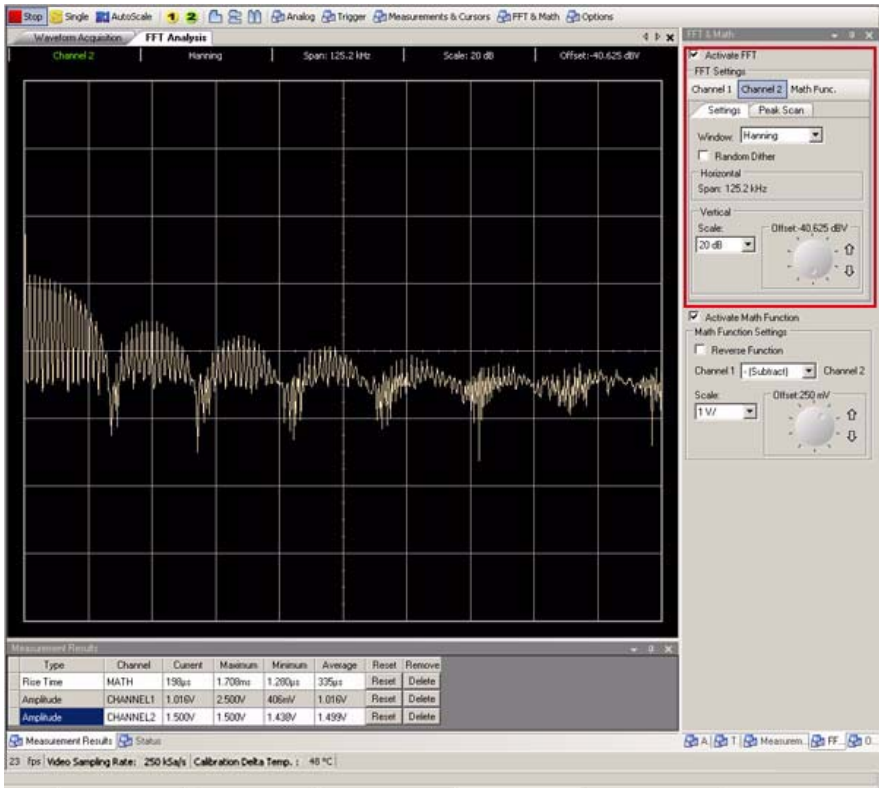 Stop Single AutoScale 1 2 Analog Trigger Measurements & Cursors FFT & Math Options
Waveform Acquisition FFT Analysis
Channel 2 Hanning Span: 125.2 kHz Scale: 20 dB Offset:-40.625 dBV
FFT & Math
Activate FFT
FFT Settings
Channel 1 Channel 2 Math Func.
Settings Peak Scan
Window: Hanning
Random Dither
Horizontal
Span: 125.2 kHz
Vertical
Scale: Offset:-40.625 dBV
20 dB
Activate Math Function
Math Function Settings
Reverse Function
Channel 1 - (Subtract) Channel 2
Scale: Offset:250 mV
1 V/
Measurement Results
Type Channel Current Maximum Minimum Average Reset Remove
Rise Time MATH 198µs 1.708ms 1.280µs 335µs Reset Delete
Amplitude CHANNEL1 1.016V 2.500V 406mV 1.016V Reset Delete
Amplitude CHANNEL2 1.500V 1.500V 1.438V 1.499V Reset Delete
Measurement Results Status
A T Measurem.. FF.. O...
23 fps Video Sampling Rate: 250 kSa/s Calibration Delta Temp. : 48 °C